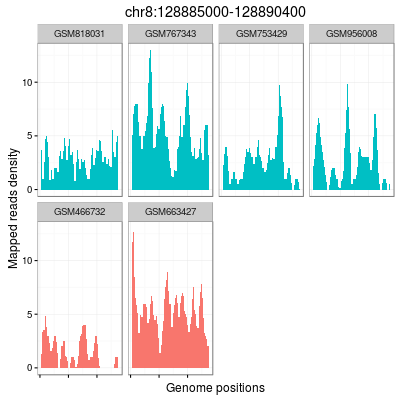 chr8:128885000-128890400
GSM818031 GSM767343 GSM753429 GSM956008
10
5
0
GSM466732 GSM663427
10
5
0
Mapped reads density
Genome positions